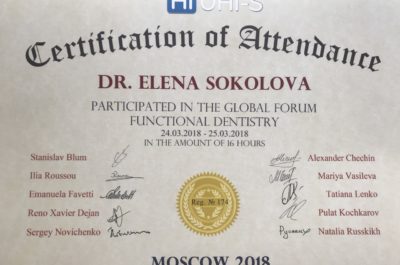 Certification of Attendance
DR. ELENA SOKOLOVA
PARTICIPATED IN THE GLOBAL FORUM
FUNCTIONAL DENTISTRY
24.03.2018 - 25.03.2018
IN THE AMOUNT OF 16 HOURS
Stanislav Blum
Ilia Roussou
Emanuela Favetti
Reno Xavier Dejan
Sergey Novichenko
Reg. № 174
Alexander Chechin
Mariya Vasileva
Tatiana Lenko
Pulat Kochkarov
Natalia Russkikh
MOSCOW 2018